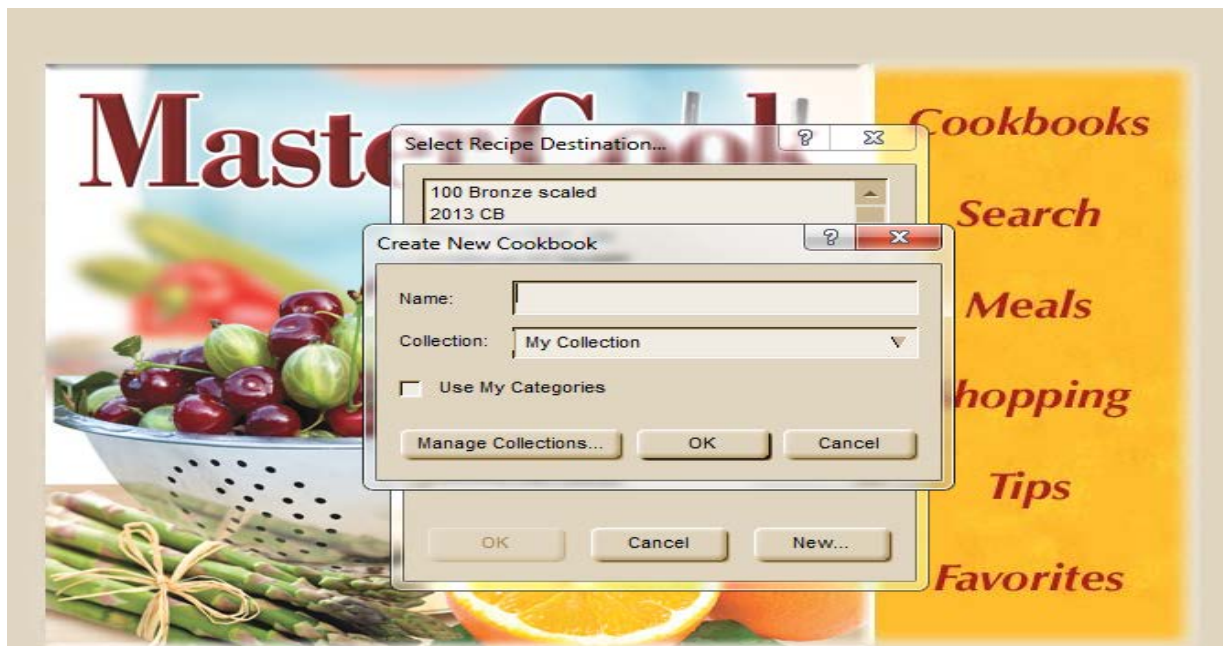 MasterCook
Cookbooks
Search
Meals
hopping
Tips
Favorites
Select Recipe Destination...
100 Bronze scaled
2013 CB
Create New Cookbook
Name:
Collection: My Collection
Use My Categories
Manage Collections... OK Cancel
OK Cancel New...